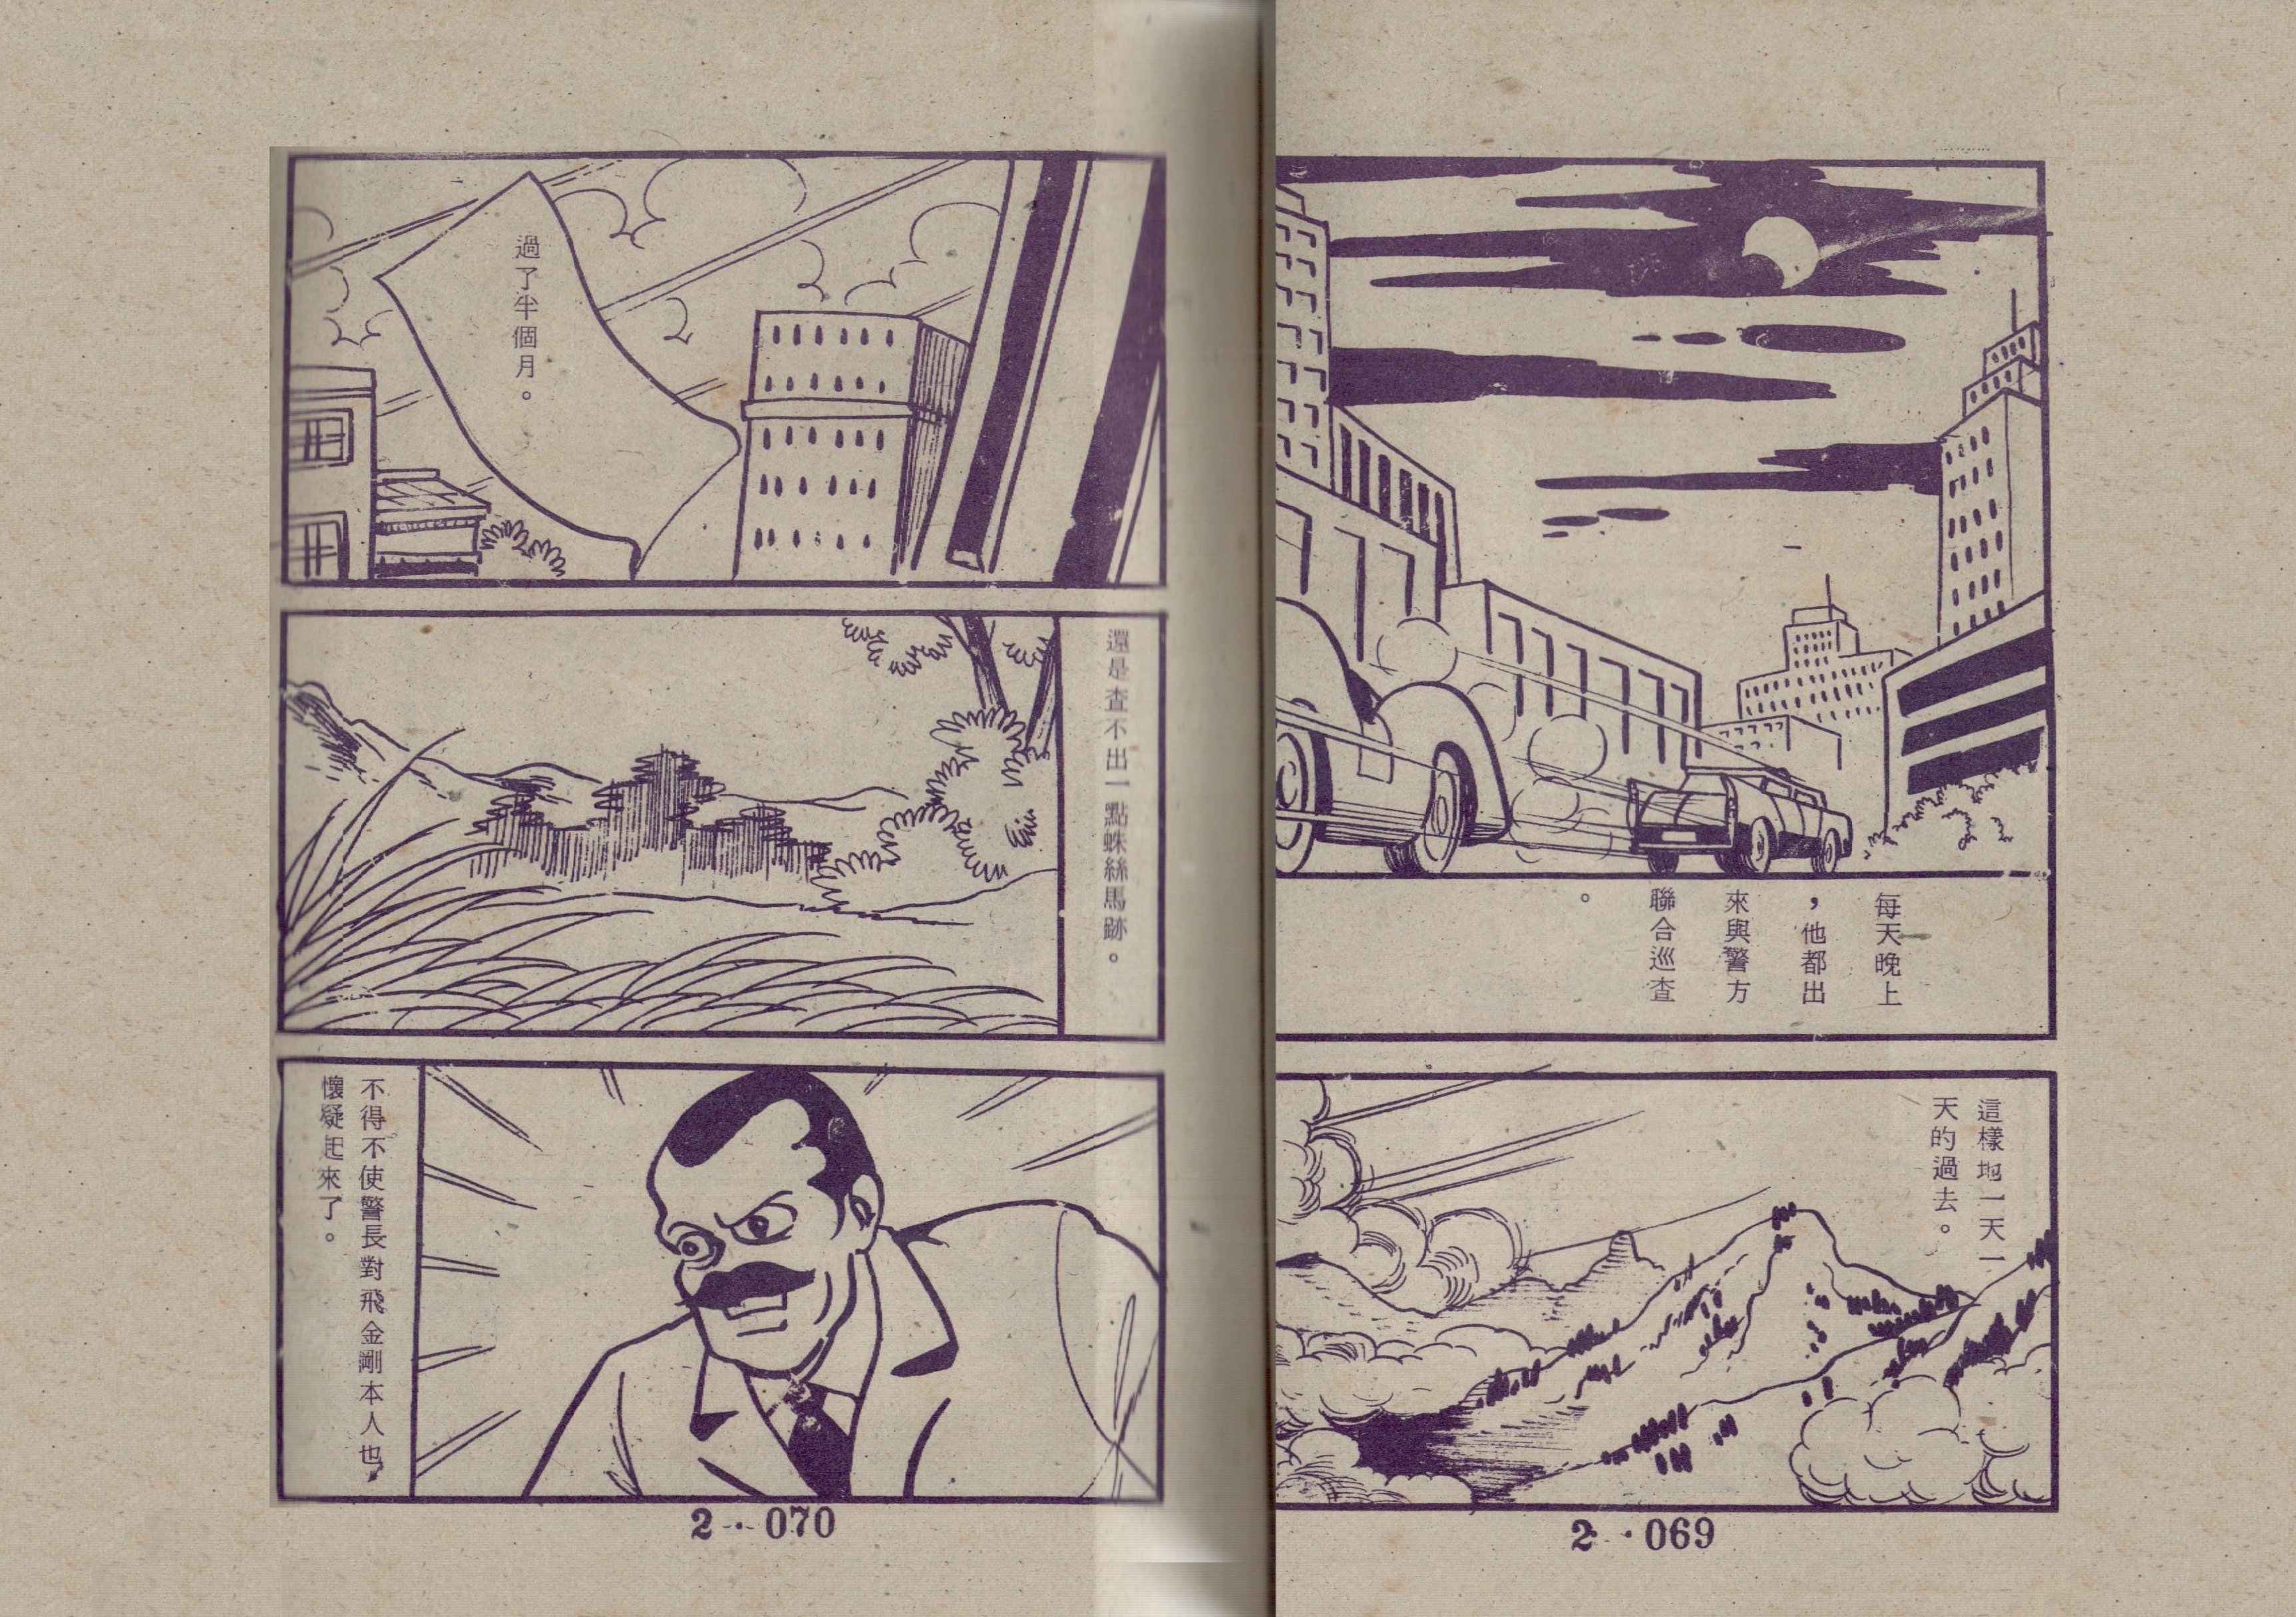 每天晚上
，他都出
來與警方
聯合巡查
。
這樣地一天一
天的過去。
2·069
過了半個月。
還是查不出一點蛛絲馬跡。
不得不使警長對飛金剛本人也，
懷疑起來了。
2·070